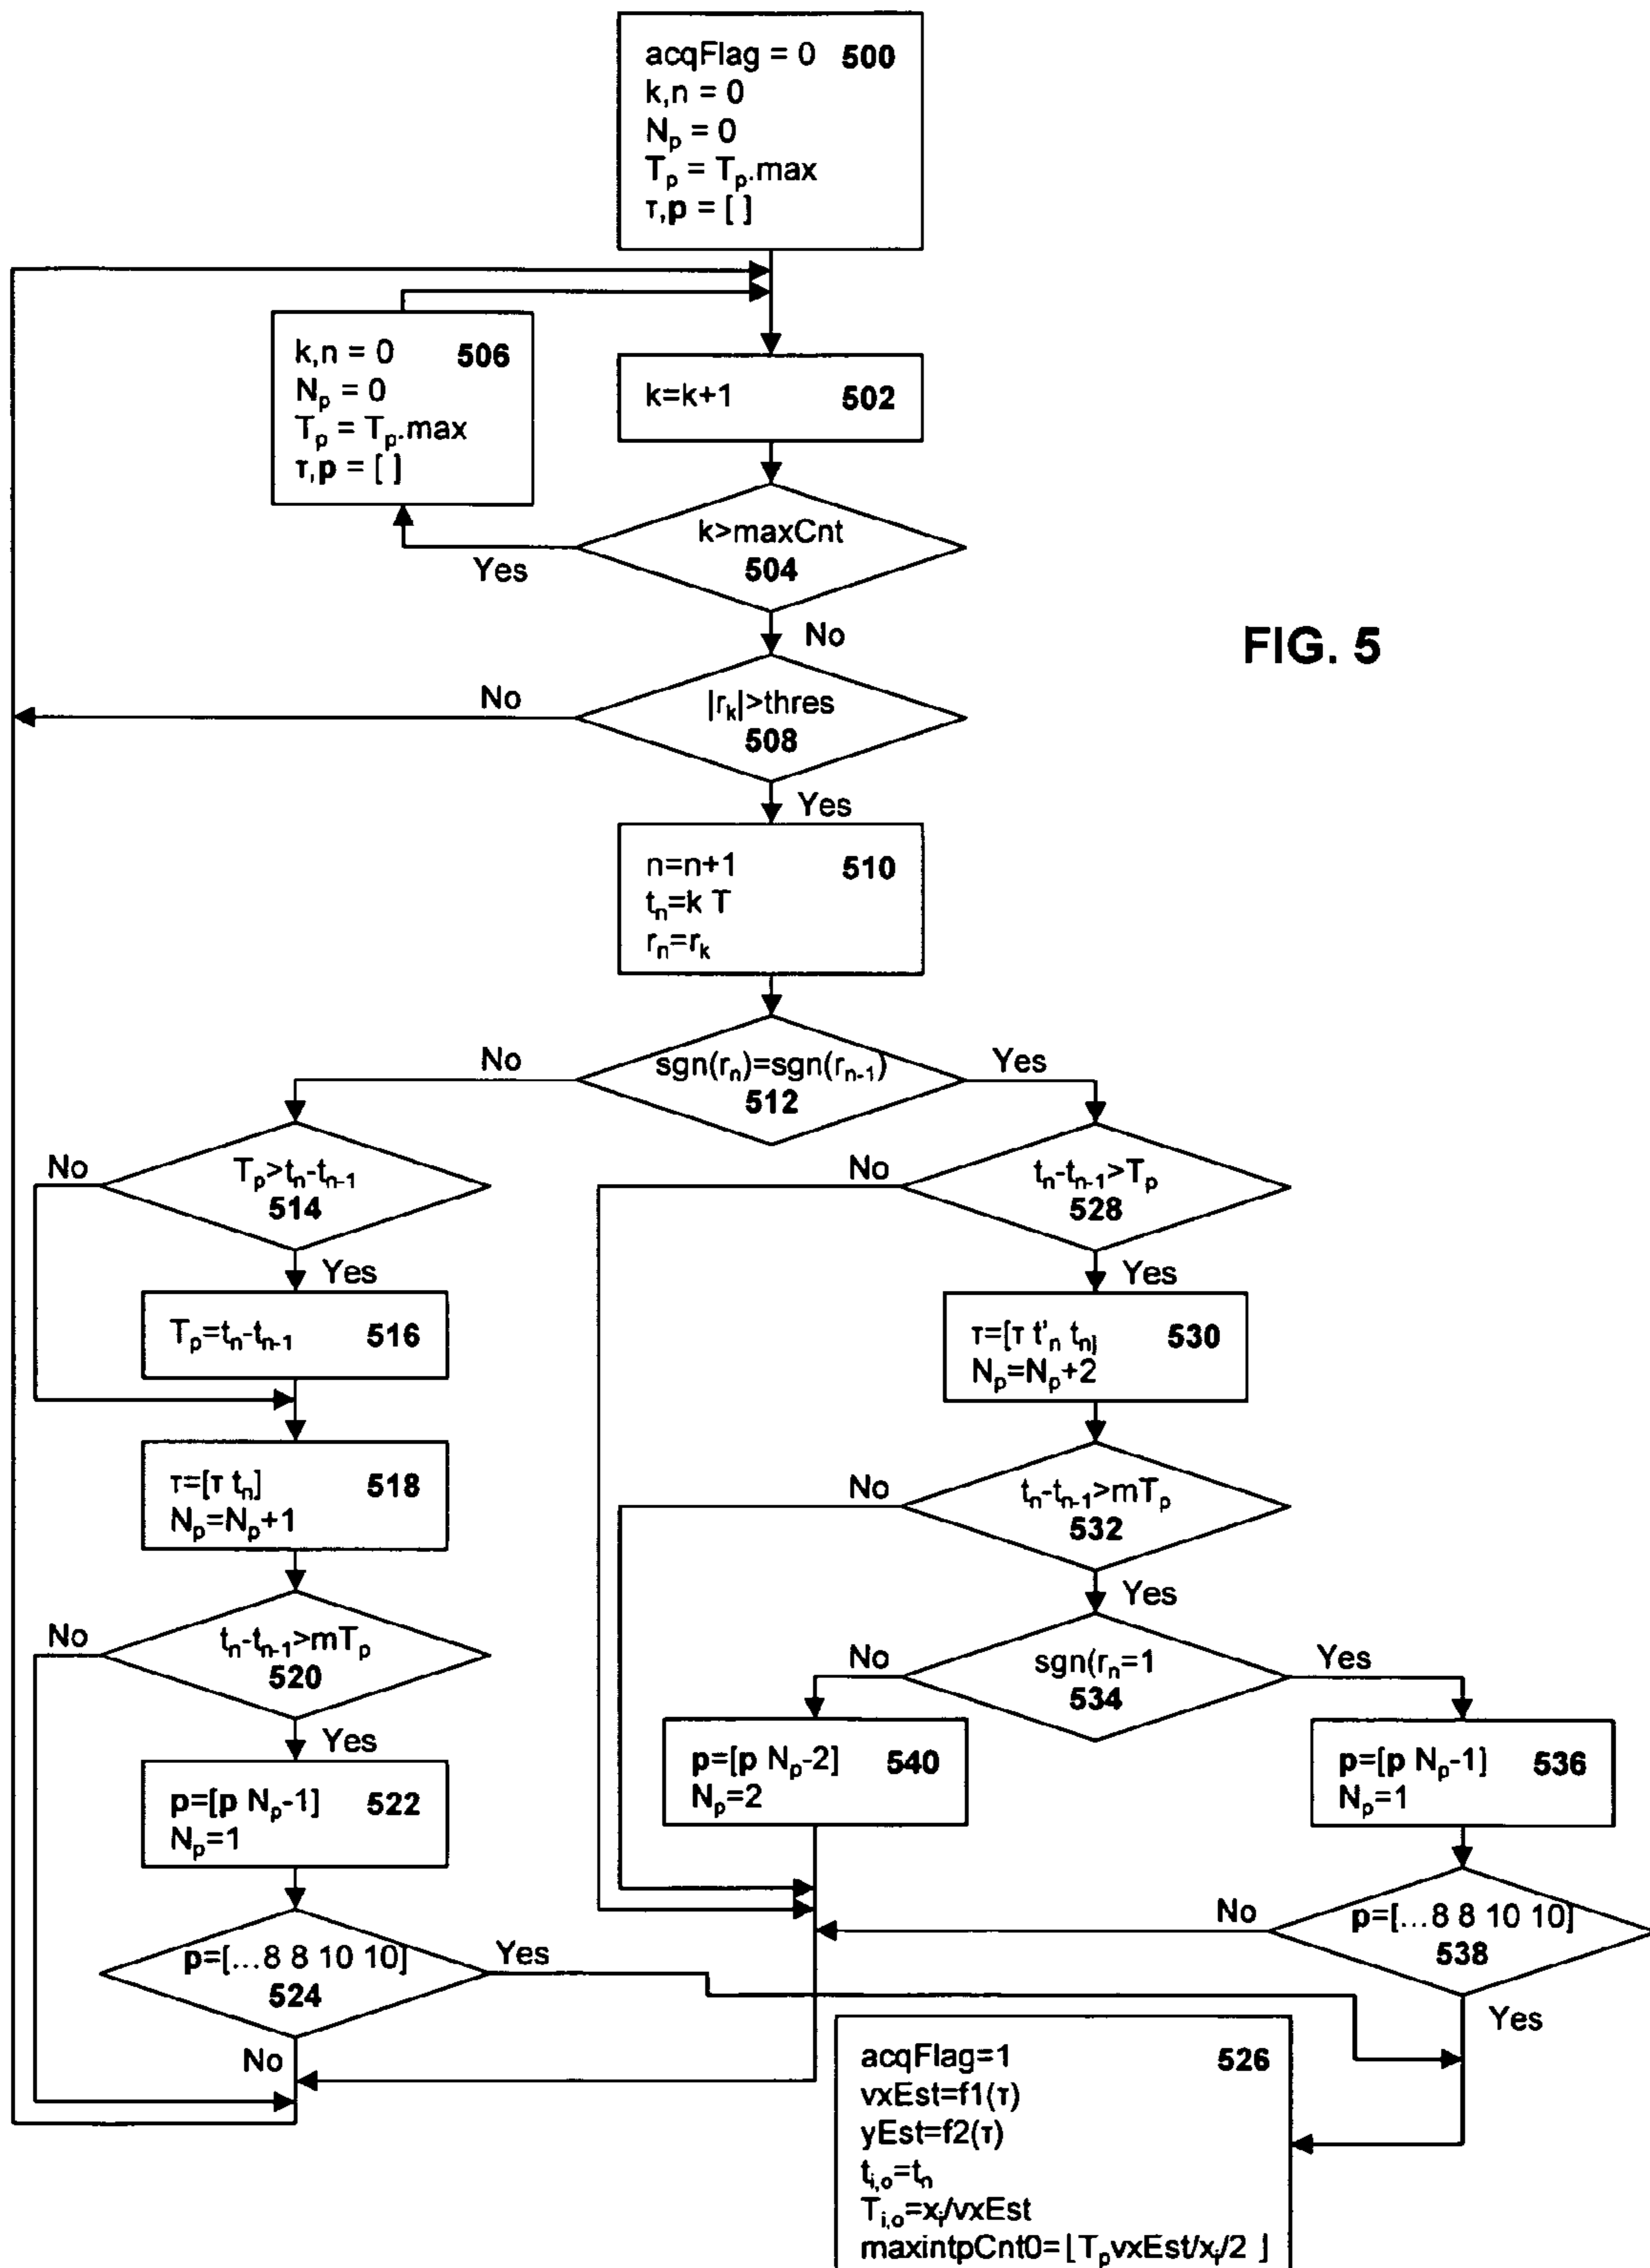 acqFlag = 0 500
k,n = 0
Nₚ = 0
Tₚ = Tₚ.max
τ,p = [ ]
k,n = 0 506
Nₚ = 0
Tₚ = Tₚ.max
τ,p = [ ]
k=k+1 502
k>maxCnt
504
Yes
No
FIG. 5
No
|rₖ|>thres
508
Yes
n=n+1 510
tₙ=k T
rₙ=rₖ
No
sgn(rₙ)=sgn(rₙ₋₁)
512
Yes
No
Tₚ>tₙ-tₙ₋₁
514
Yes
Tₚ=tₙ-tₙ₋₁ 516
τ=[τ tₙ] 518
Nₚ=Nₚ+1
No
tₙ-tₙ₋₁>mTₚ
520
Yes
p=[p Nₚ-1] 522
Nₚ=1
p=[...8 8 10 10]
524
Yes
No
No
tₙ-tₙ₋₁>Tₚ
528
Yes
τ=[τ t'ₙ tₙ] 530
Nₚ=Nₚ+2
No
tₙ-tₙ₋₁>mTₚ
532
Yes
No
sgn(rₙ=1
534
Yes
p=[p Nₚ-2] 540
Nₚ=2
p=[p Nₚ-1] 536
Nₚ=1
No
p=[...8 8 10 10]
538
Yes
acqFlag=1 526
vxEst=f1(τ)
yEst=f2(τ)
t_i,o=tₙ
T_i,o=x_i/vxEst
maxintpCnt0=⌊TₚvxEst/x_i/2 ⌋